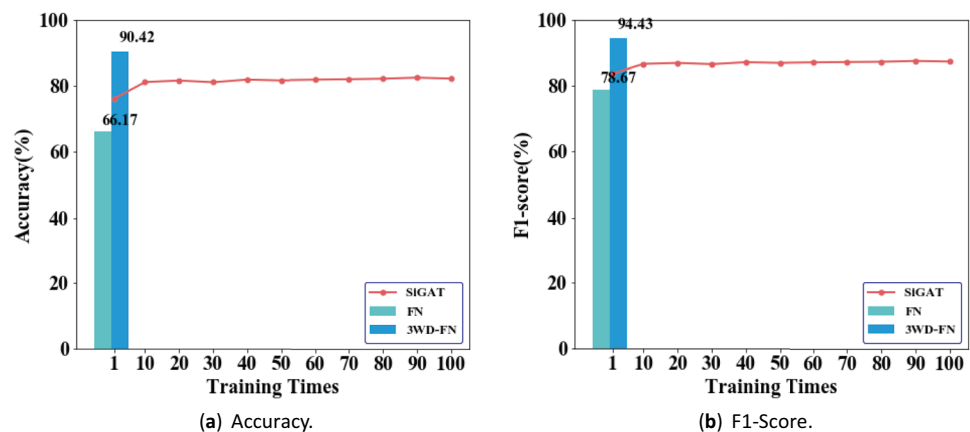 100
90.42
80
66.17
60
40
20
0
Accuracy(%)
SiGAT
FN
3WD-FN
1 10 20 30 40 50 60 70 80 90 100
Training Times
(a) Accuracy.
100
94.43
80
78.67
60
40
20
0
F1-score(%)
SiGAT
FN
3WD-FN
1 10 20 30 40 50 60 70 80 90 100
Training Times
(b) F1-Score.